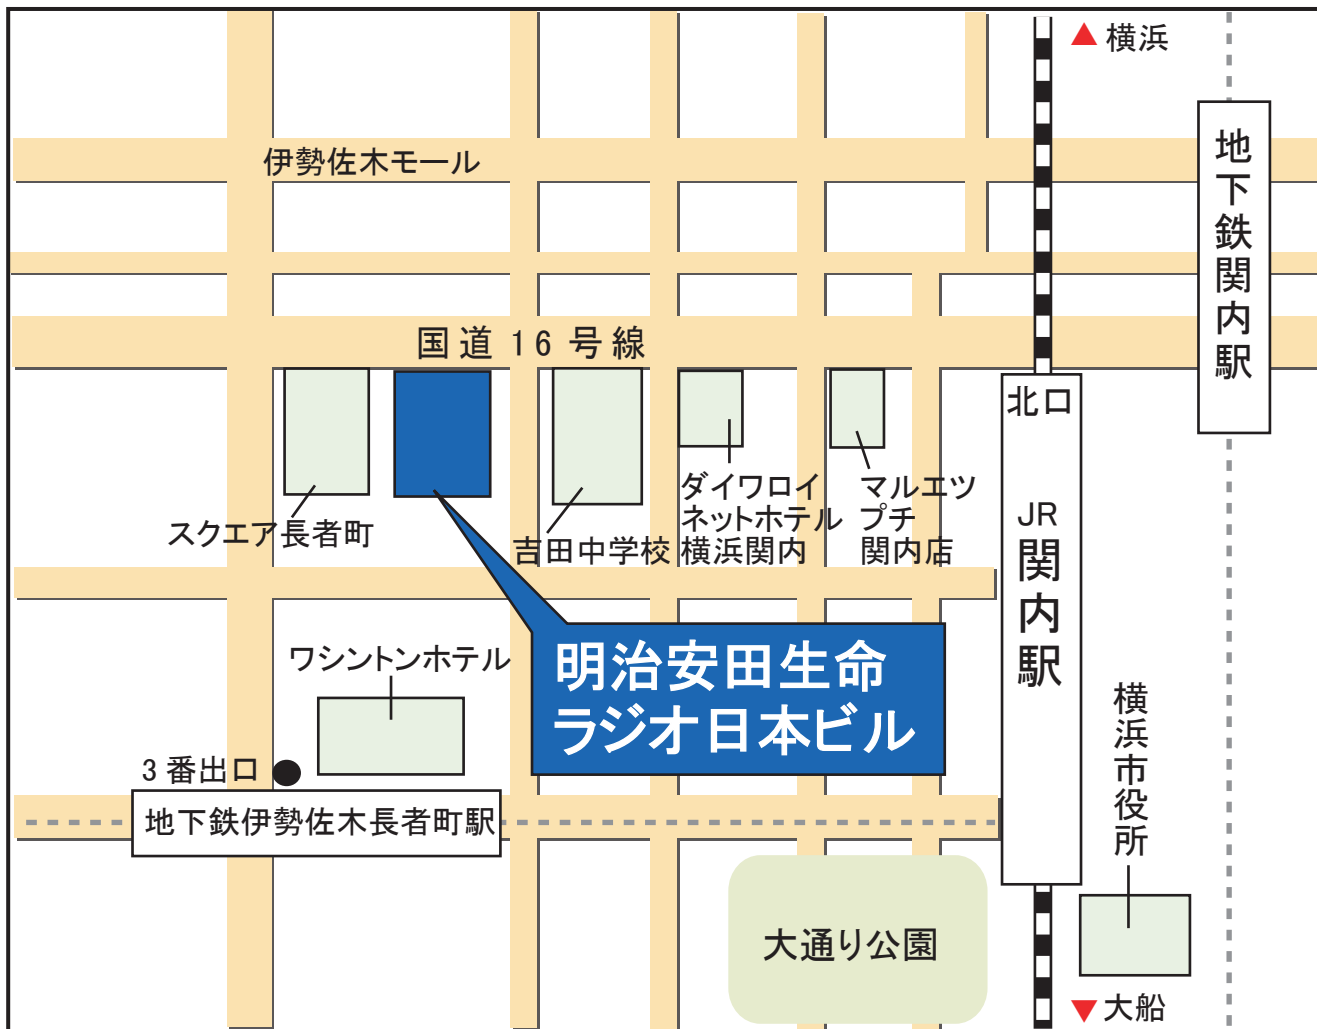 ▲ 横浜
地下鉄関内駅
伊勢佐木モール
国道 16 号線
北口
JR
関内駅
スクエア長者町
吉田中学校
ダイワロイ
ネットホテル
横浜関内
マルエツ
プチ
関内店
ワシントンホテル
明治安田生命
ラジオ日本ビル
3 番出口
地下鉄伊勢佐木長者町駅
横浜市役所
大通り公園
▼ 大船